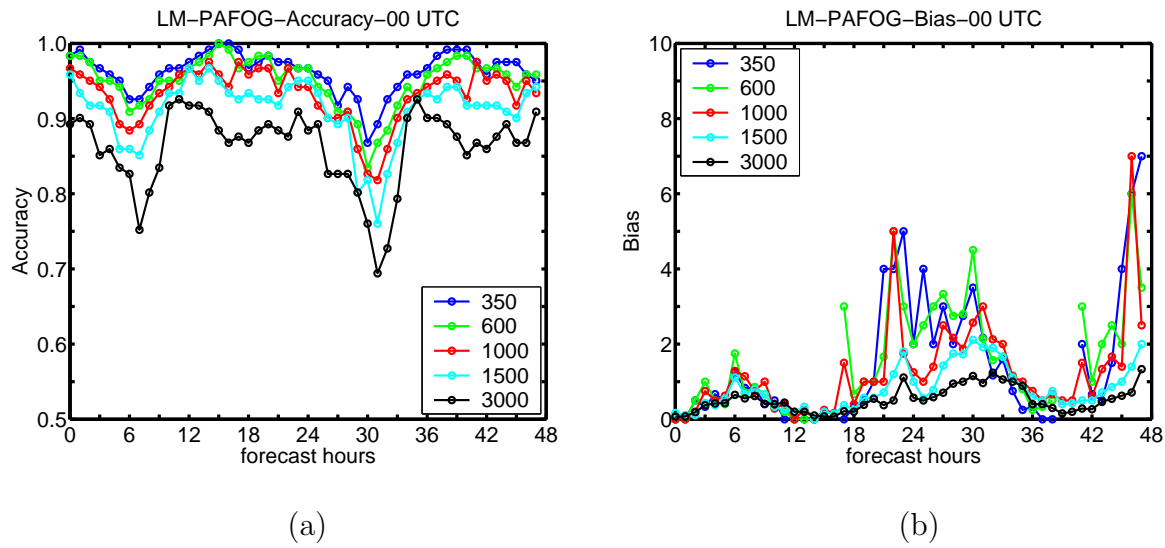 LM−PAFOG−Accuracy−00 UTC
1.0
0.9
0.8
0.7
0.6
0.5
Accuracy
350
600
1000
1500
3000
0 6 12 18 24 30 36 42 48
forecast hours
(a)
LM−PAFOG−Bias−00 UTC
10
8
6
4
2
0
Bias
350
600
1000
1500
3000
0 6 12 18 24 30 36 42 48
forecast hours
(b)